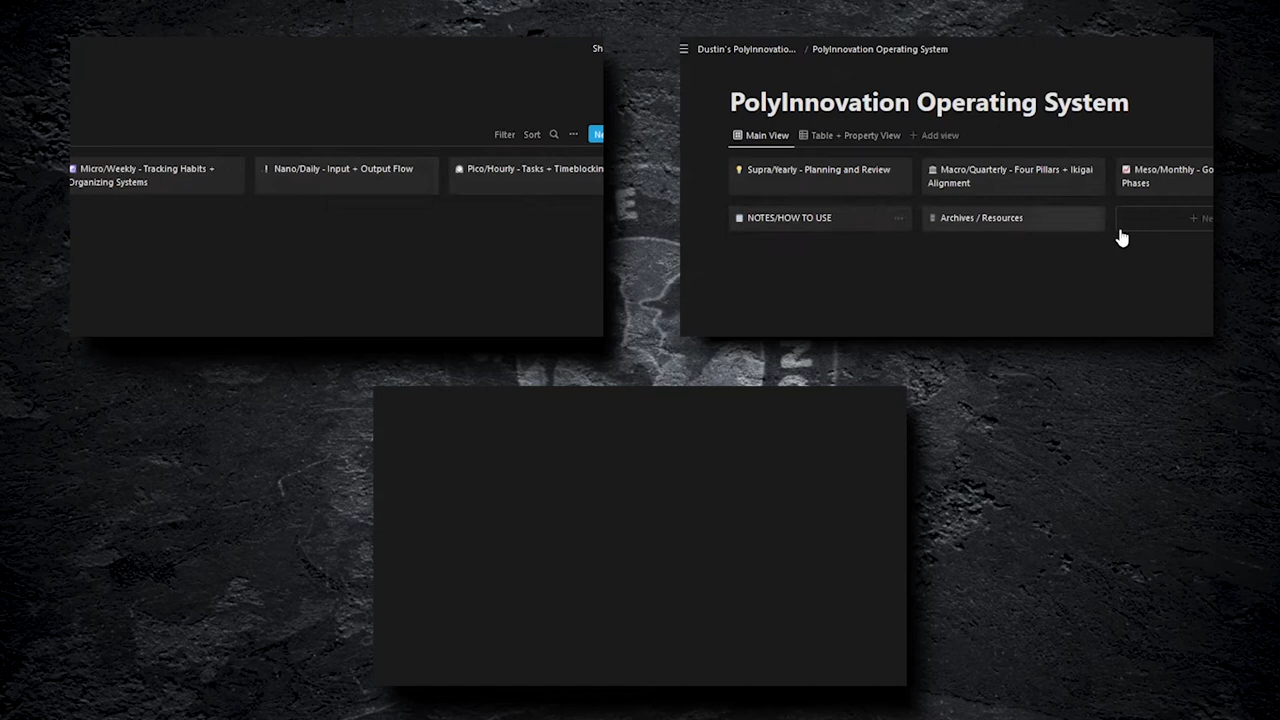 Sh
Filter Sort
Ne
Micro/Weekly - Tracking Habits +
Organizing Systems
Nano/Daily - Input + Output Flow
Pico/Hourly - Tasks + Timeblockin
Dustin's Polyinnovatio... / PolyInnovation Operating System
PolyInnovation Operating System
Main View Table + Property View + Add view
Supra/Yearly - Planning and Review
Macro/Quarterly - Four Pillars + Ikigai
Alignment
Meso/Monthly - Go
Phases
NOTES/HOW TO USE
Archives / Resources
+ Ne